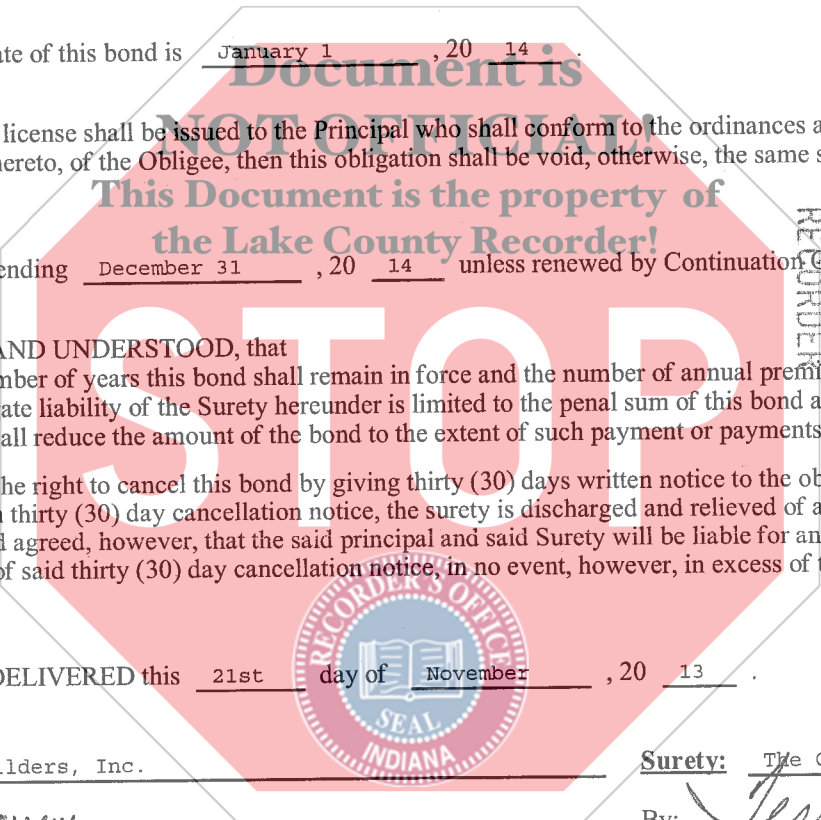 ate of this bond is January 1 , 20 14 .
Document is
license shall be issued to the Principal who shall conform to the ordinances a
NOT OFFICIAL!
hereto, of the Obligee, then this obligation shall be void, otherwise, the same s
This Document is the property of
the Lake County Recorder!
ending December 31 , 20 14 unless renewed by Continuation C
RECORDER
STOP
AND UNDERSTOOD, that
mber of years this bond shall remain in force and the number of annual premi
ate liability of the Surety hereunder is limited to the penal sum of this bond a
all reduce the amount of the bond to the extent of such payment or payments
he right to cancel this bond by giving thirty (30) days written notice to the ob
thirty (30) day cancellation notice, the surety is discharged and relieved of a
d agreed, however, that the said principal and said Surety will be liable for an
of said thirty (30) day cancellation notice, in no event, however, in excess of t
RECORDER'S OFFICE
DELIVERED this 21st day of November , 20 13 .
SEAL
INDIANA
ilders, Inc.
Surety: The
By: